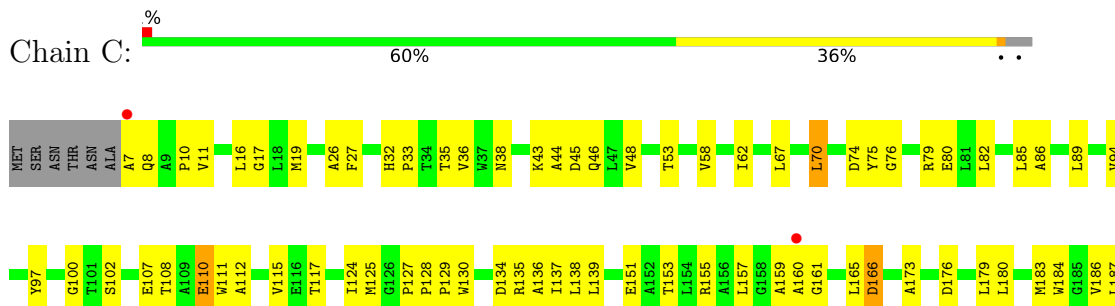 .%
Chain C:
60% 36% . .
MET SER ASN THR ASN ALA A7 Q8 A9 P10 V11 L16 G17 L18 M19 A26 F27 H32 P33 T34 T35 V36 W37 N38 K43 A44 D45 Q46 L47 V48 T53 V58 I62 L67 L70 D74 Y75 G76 R79 E80 L81 L82 L85 A86 L89
Y97 G100 T101 S102 E107 T108 A109 E110 W111 A112 V115 E116 T117 I124 M125 G126 P127 P128 P129 W130 D134 R135 A136 I137 L138 L139 E151 A152 T153 L154 R155 A156 L157 G158 A159 A160 G161 L165 D166 A173 D176 L179 L180 M183 W184 G185 V186